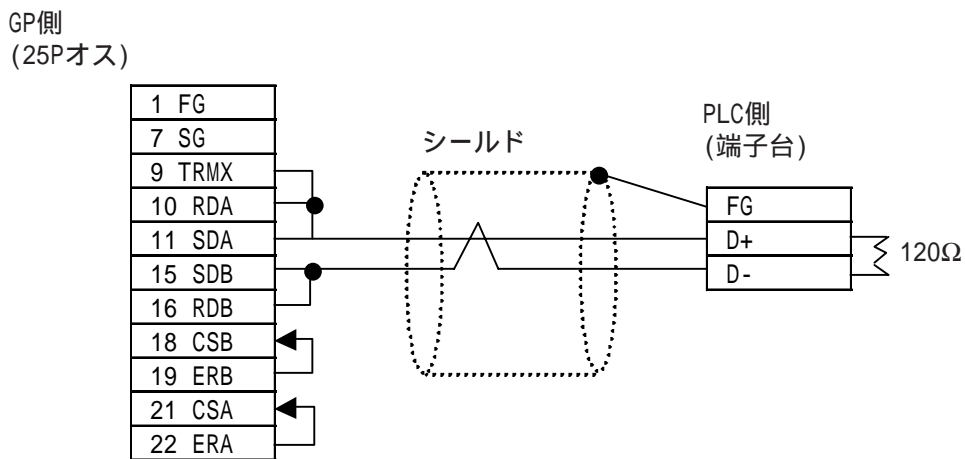 GP側
(25Pオス)
1 FG
7 SG
9 TRMX
10 RDA
11 SDA
15 SDB
16 RDB
18 CSB
19 ERB
21 CSA
22 ERA
シールド
PLC側
(端子台)
FG
D+
D-
120Ω